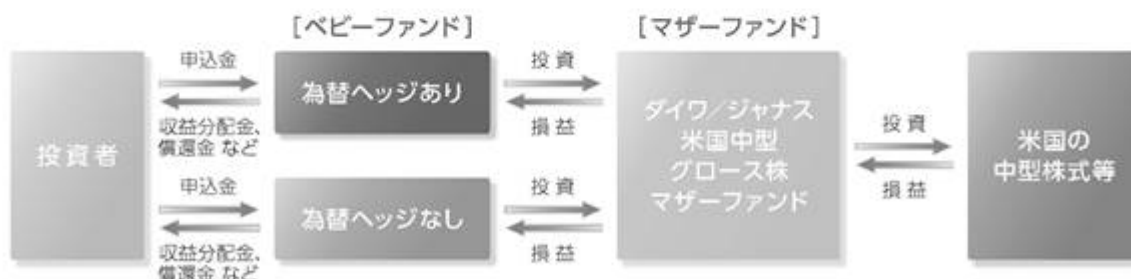 [ベビーファンド]
[マザーファンド]
投資者
申込金
収益分配金、
償還金 など
為替ヘッジあり
投資
損益
申込金
収益分配金、
償還金 など
為替ヘッジなし
投資
損益
ダイワ／ジャナス
米国中型
グロース株
マザーファンド
投資
損益
米国の
中型株式等